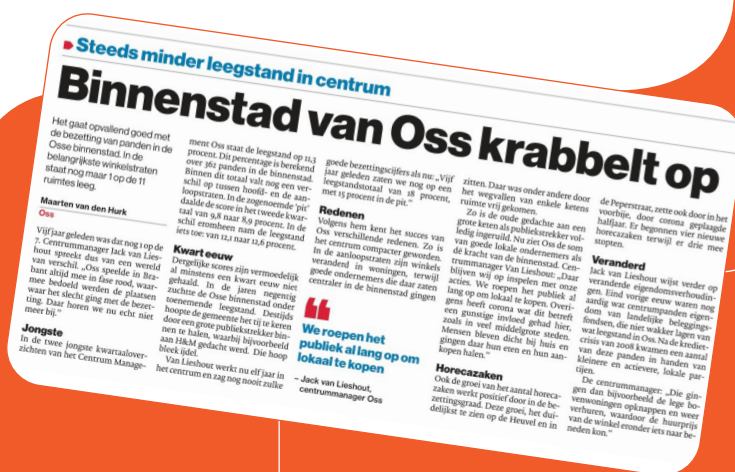 Steeds minder leegstand in centrum
Binnenstad van Oss krabbelt op
Het gaat opvallend goed met
de bezetting van panden in de
Osse binnenstad. In de
belangrijkste winkelstraten
staat nog maar 1 op de 11
ruimtes leeg.
Maarten van den Hurk
Oss
Vijf jaar geleden was dat nog 1 op de
7. Centrummanager Jack van Lies-
hout spreekt dus van een wereld
van verschil. „Oss speelde in Bra-
bant altijd mee in fase rood, waar-
mee bedoeld werden de plaatsen
waar het slecht ging met de bezet-
ting. Daar horen we nu echt niet
meer bij.”
Jongste
In de twee jongste kwartaalover-
zichten van het Centrum Manage-
ment Oss staat de leegstand op 11,3
procent. Dit percentage is berekend
over 362 panden in de binnenstad.
Binnen dit totaal valt nog een ver-
schil op tussen hoofd- en de aan-
loopstraten. In de zogenoemde 'pit'
daalde de score in het tweede kwar-
taal van 9,8 naar 8,9 procent. In de
schil eromheen nam de leegstand
iets toe: van 12,1 naar 12,6 procent.
Kwart eeuw
Dergelijke scores zijn vermoedelijk
al minstens een kwart eeuw niet
gehaald. In de jaren negentig
zuchtte de Osse binnenstad onder
toenemende leegstand. Destijds
hoopte de gemeente het tij te keren
door een grote publiekstrekker bin-
nen te halen, waarbij bijvoorbeeld
aan H&M gedacht werd. Die hoop
bleek ijdel.
Van Lieshout werkt nu elf jaar in
het centrum en zag nog nooit zulke
goede bezettingscijfers als nu: „Vijf
jaar geleden zaten we nog op een
leegstandstotaal van 18 procent,
met 15 procent in de pit.”
Redenen
Volgens hem kent het succes van
Oss verschillende redenen. Zo is
het centrum compacter geworden.
In de aanloopstraten zijn winkels
veranderd in woningen, terwijl
goede ondernemers die daar zaten
centraler in de binnenstad gingen
We roepen het
publiek al lang op om
lokaal te kopen
– Jack van Lieshout,
centrummanager Oss
zitten. Daar was onder andere door
het wegvallen van enkele ketens
ruimte vrij gekomen.
Zo is de oude gedachte aan een
grote keten als publiekstrekker vol-
ledig ingeruild. Nu ziet Oss de som
van goede lokale ondernemers als
dé kracht van de binnenstad. Cen-
trummanager Van Lieshout: „Daar
blijven wij op inspelen met onze
acties. We roepen het publiek al
lang op om lokaal te kopen. Overi-
gens heeft corona wat dit betreft
een gunstige invloed gehad hier,
zoals in veel middelgrote steden.
Mensen bleven dicht bij huis en
gingen daar hun eten en hun aan-
kopen halen.”
Horecazaken
Ook de groei van het aantal horeca-
zaken werkt positief door in de be-
zettingsgraad. Deze groei, het dui-
delijkst te zien op de Heuvel en in
de Peperstraat, zette ook door in het
voorbije, door corona geplaagde
halfjaar. Er begonnen vier nieuwe
horecazaken terwijl er drie mee
stopten.
Veranderd
Jack van Lieshout wijst verder op
veranderde eigendomsverhoudin-
gen. Eind vorige eeuw waren nog
aardig wat centrumpanden eigen-
dom van landelijke beleggings-
fondsen, die niet wakker lagen van
wat leegstand in Oss. Na de krediet-
crisis van 2008 kwamen een aantal
van deze panden in handen van
kleinere en actievere, lokale par-
tijen.
De centrummanager: „Die gin-
gen dan bijvoorbeeld de lege bo-
venwoningen opknappen en weer
verhuren, waardoor de huurprijs
van de winkel eronder iets naar be-
neden kon.”